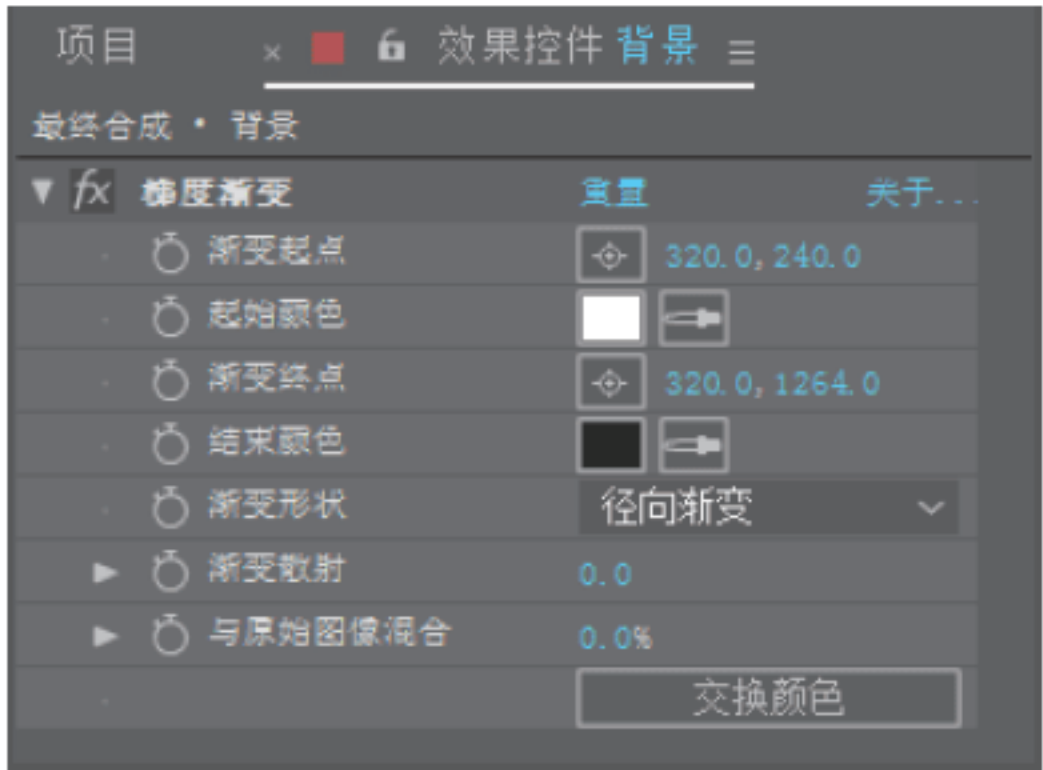 项目 × 效果控件 背景 ≡
最终合成 • 背景
fx 梯度渐变 重置 关于...
渐变起点 320.0,240.0
起始颜色
渐变终点 320.0,1264.0
结束颜色
渐变形状 径向渐变
渐变散射 0.0
与原始图像混合 0.0%
交换颜色